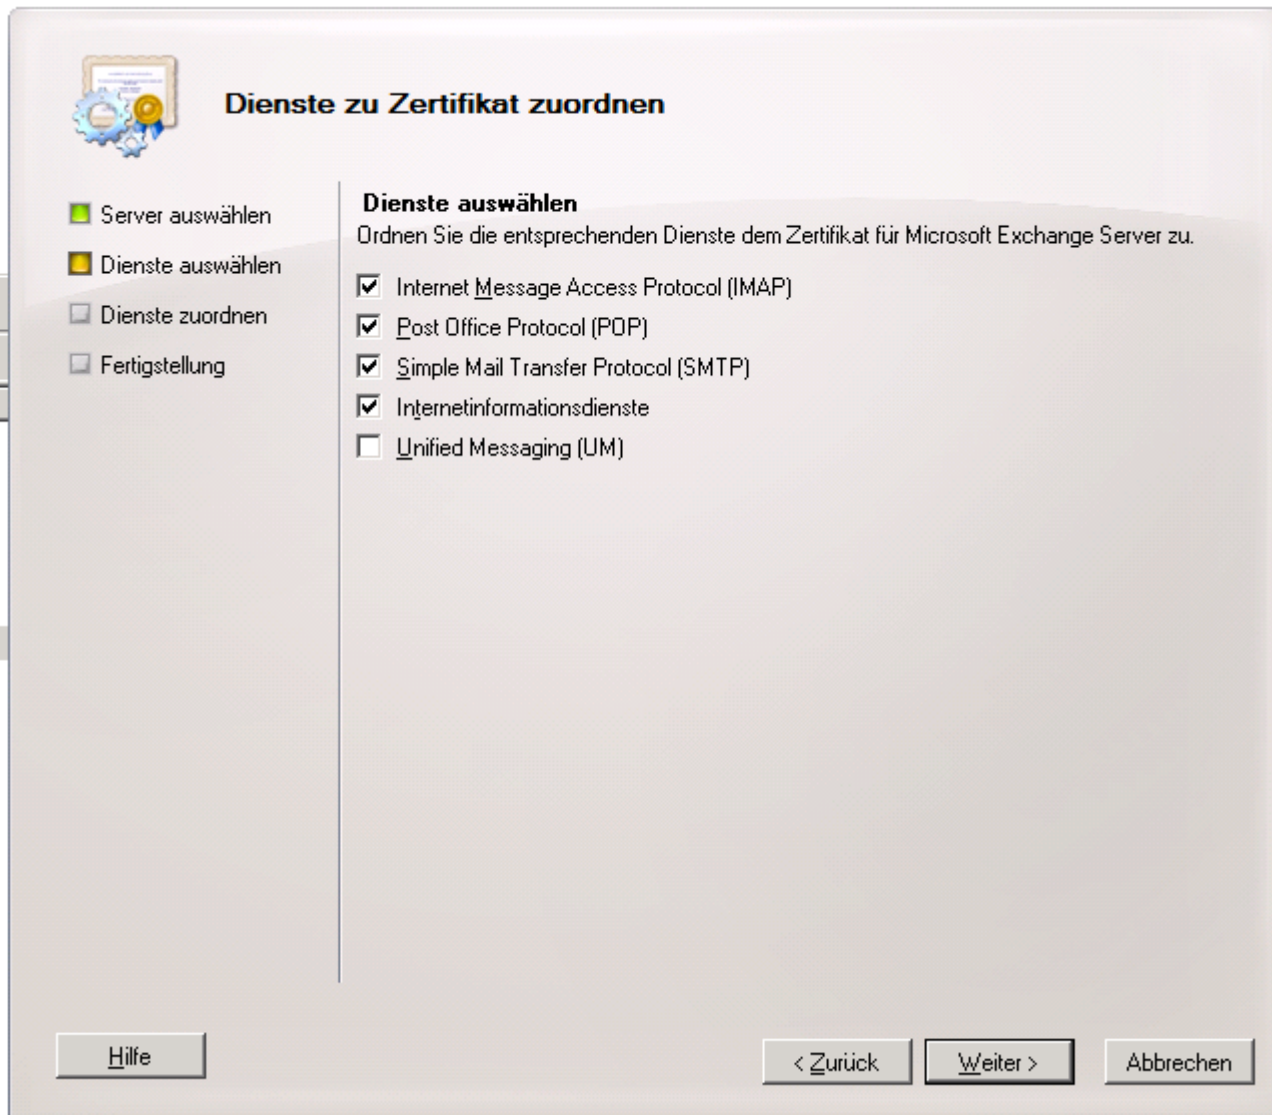 Dienste zu Zertifikat zuordnen
Server auswählen
Dienste auswählen
Dienste zuordnen
Fertigstellung
Dienste auswählen
Ordnen Sie die entsprechenden Dienste dem Zertifikat für Microsoft Exchange Server zu.
Internet Message Access Protocol (IMAP)
Post Office Protocol (POP)
Simple Mail Transfer Protocol (SMTP)
Internetinformationsdienste
Unified Messaging (UM)
Hilfe
< Zurück
Weiter >
Abbrechen